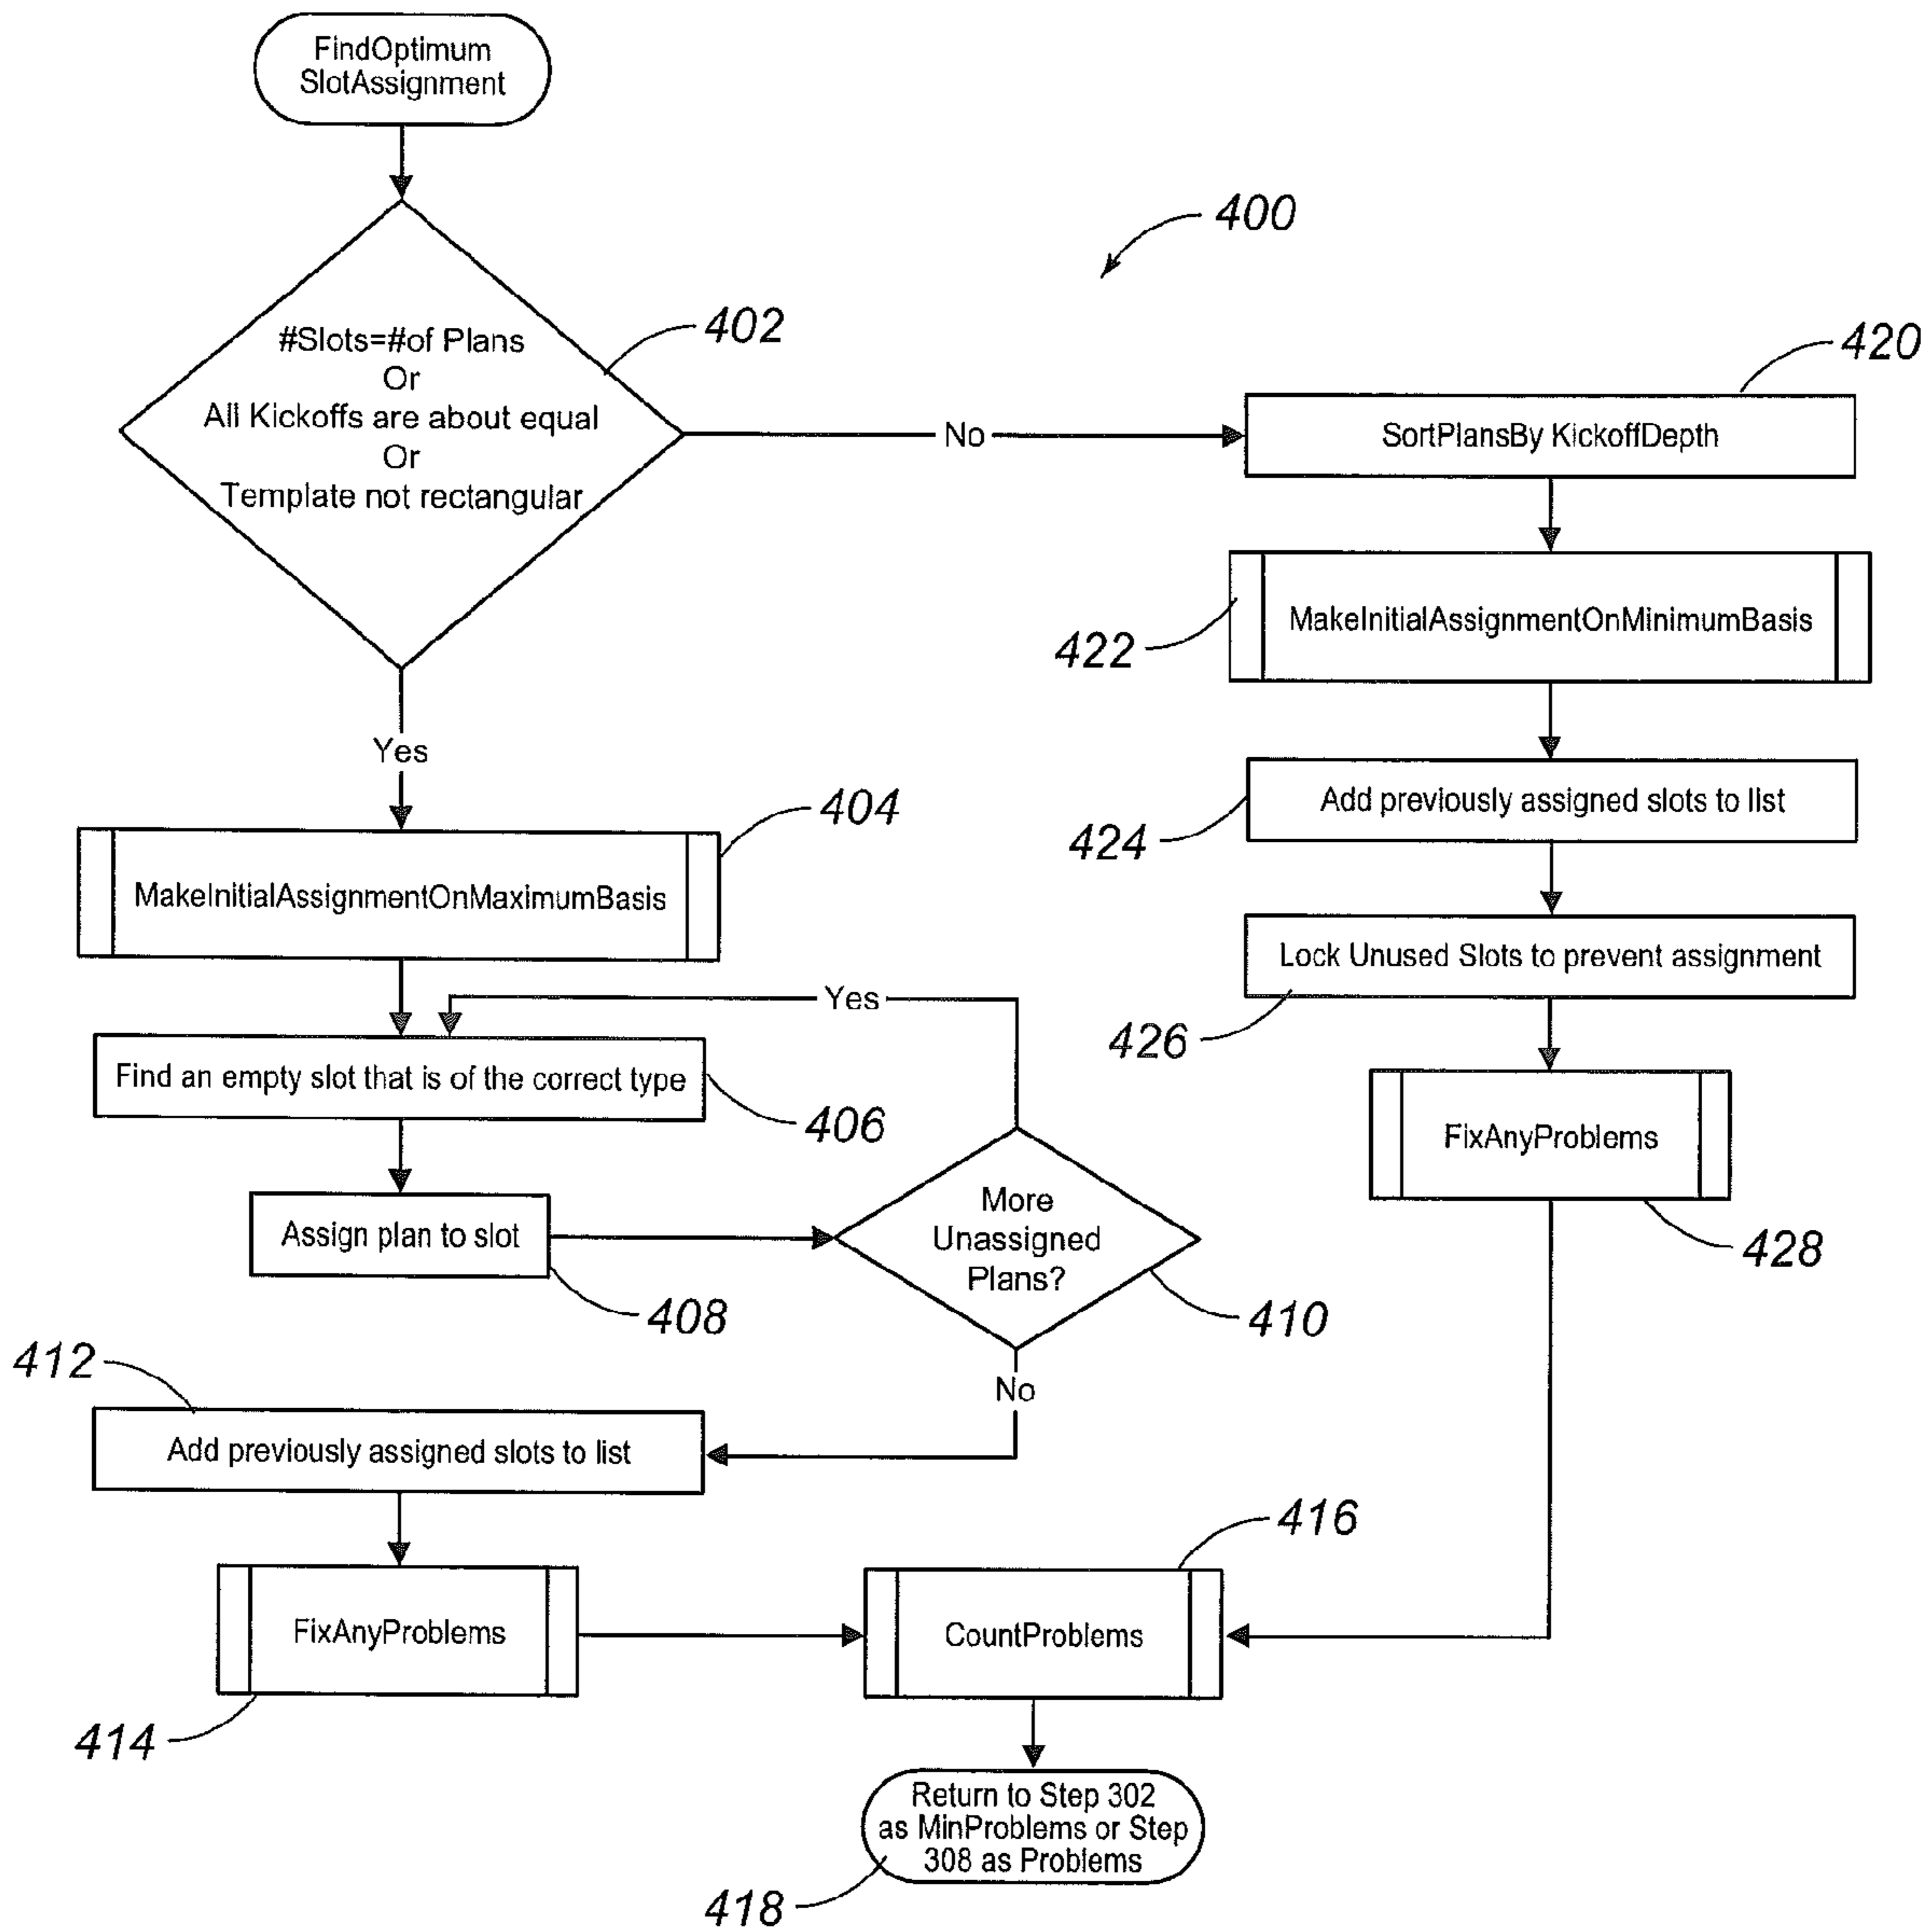 FindOptimum
SlotAssignment
400
402
#Slots=#of Plans
Or
All Kickoffs are about equal
Or
Template not rectangular
No
420
SortPlansBy KickoffDepth
MakeInitialAssignmentOnMinimumBasis
422
Yes
404
MakeInitialAssignmentOnMaximumBasis
Add previously assigned slots to list
424
Lock Unused Slots to prevent assignment
426
Yes
Find an empty slot that is of the correct type
406
FixAnyProblems
428
Assign plan to slot
408
More
Unassigned
Plans?
410
No
412
Add previously assigned slots to list
416
FixAnyProblems
414
CountProblems
Return to Step 302
as MinProblems or Step
308 as Problems
418